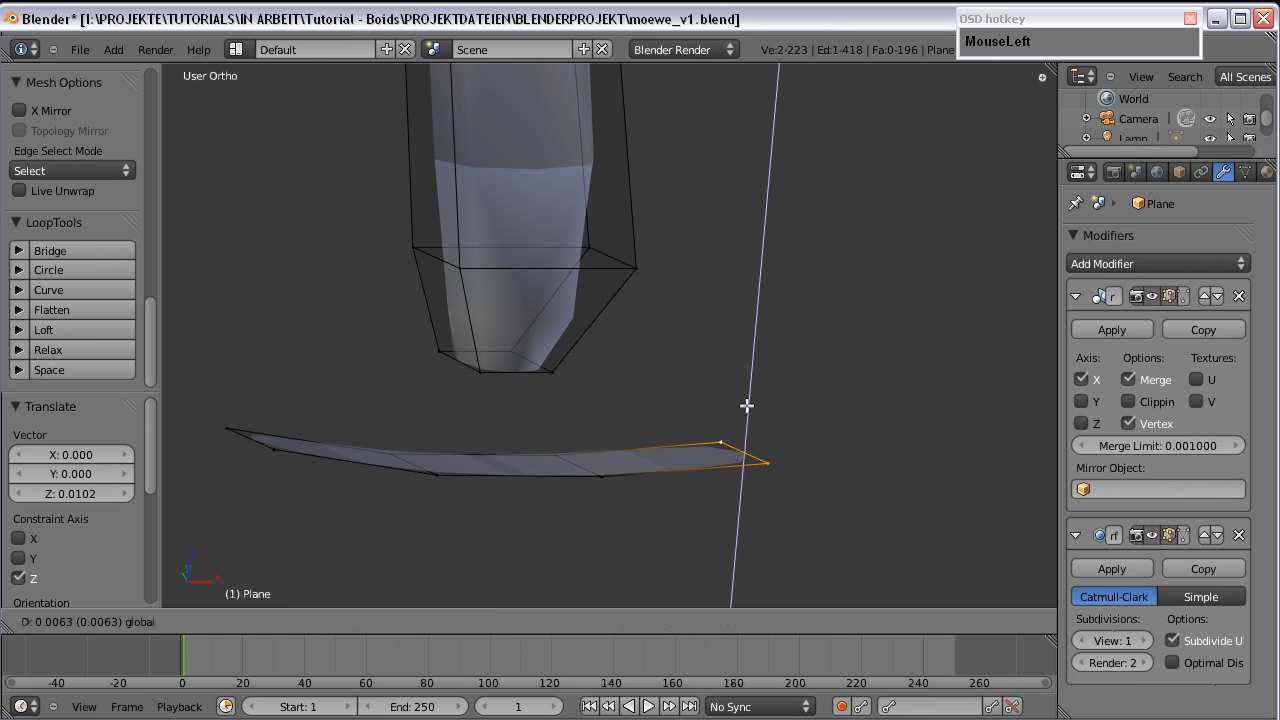 Blender* [I:\PROJEKTE\TUTORIALS\IN ARBEIT\Tutorial - Boids\PROJEKTDATEIEN\BLENDERPROJEKT\moewe_v1.blend]
OSD hotkey
MouseLeft
File Add Render Help Default Scene Blender Render Ve:2-223 | Ed:1-418 | Fa:0-196 | Plane
View Search All Scenes
World
Camera
Lamp
Mesh Options
X Mirror
Topology Mirror
Edge Select Mode
Select
Live Unwrap
LoopTools
Bridge
Circle
Curve
Flatten
Loft
Relax
Space
Translate
Vector
X: 0.000
Y: 0.000
Z: 0.0102
Constraint Axis
X
Y
Z
Orientation
User Ortho
(1) Plane
D: 0.0063 (0.0063) global
Plane
Modifiers
Add Modifier
r
Apply Copy
Axis: Options: Textures:
X Merge U
Y Clippin V
Z Vertex
Merge Limit: 0.001000
Mirror Object:
rf
Apply Copy
Catmull-Clark Simple
Subdivisions: Options:
View: 1 Subdivide U
Render: 2 Optimal Dis
-40 -20 0 20 40 60 80 100 120 140 160 180 200 220 240 260
View Frame Playback Start: 1 End: 250 1 No Sync